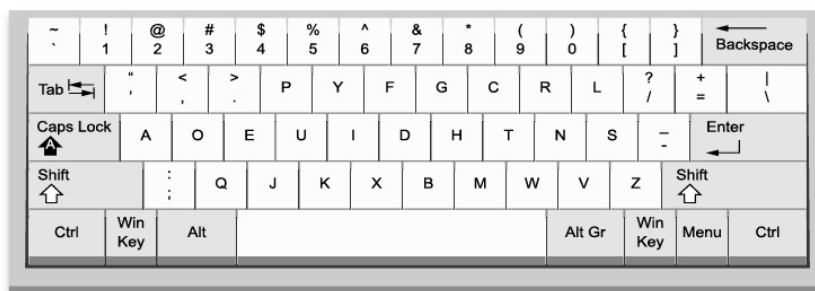 ~ ! @ # $ % ^ & * ( ) { }
` 1 2 3 4 5 6 7 8 9 0 [ ] Backspace
Tab “ < > P Y F G C R L ? + |
' , . / = \
Caps Lock A O E U I D H T N S _ Enter
A -
Shift : Q J K X B M W V Z Shift
;
Ctrl Win Key Alt Alt Gr Win Key Menu Ctrl